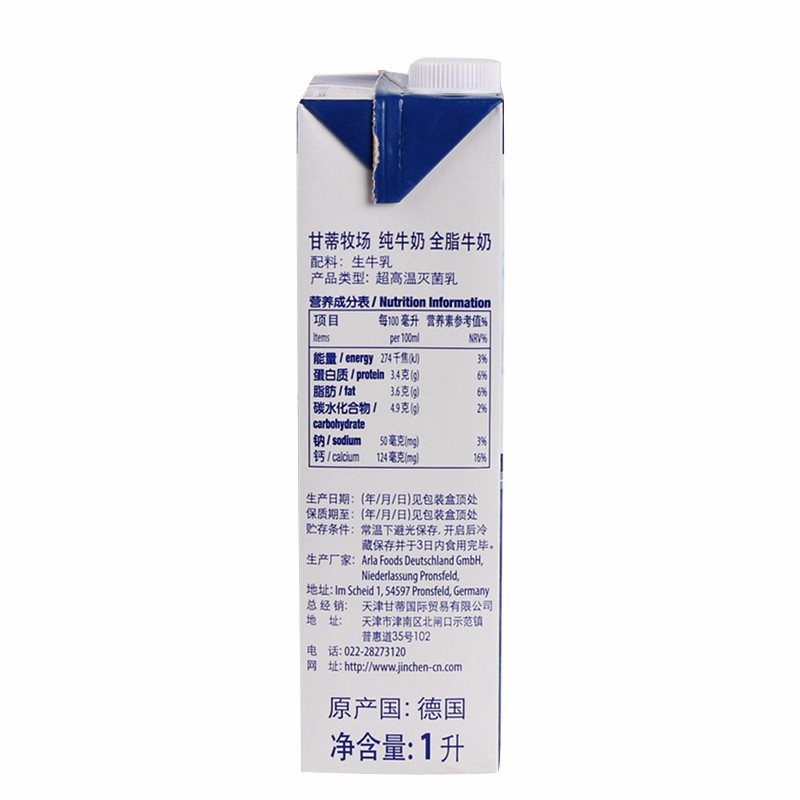 甘蒂牧场 纯牛奶 全脂牛奶
配料: 生牛乳
产品类型: 超高温灭菌乳
营养成分表 / Nutrition Information
项目 每100 毫升 营养素参考值%
Items per 100ml NRV%
能量 / energy 274 千焦(kJ) 3%
蛋白质 / protein 3.4 克 (g) 6%
脂肪 / fat 3.6 克 (g) 6%
碳水化合物 / 4.9 克 (g) 2%
carbohydrate
钠 / sodium 50 毫克(mg) 3%
钙 / calcium 124 毫克(mg) 16%
生产日期: (年/月/日)见包装盒顶处
保质期至: (年/月/日)见包装盒顶处
贮存条件: 常温下避光保存, 开启后冷
藏保存并于3日内食用完毕。
生产厂家: Arla Foods Deutschland GmbH,
Niederlassung Pronsfeld,
地址: Im Scheid 1, 54597 Pronsfeld, Germany
总 经 销: 天津甘蒂国际贸易有限公司
地 址: 天津市津南区北闸口示范镇
普惠道35号102
电 话: 022-28273120
网 址: http://www.jinchen-cn.com
原产国: 德国
净含量: 1 升